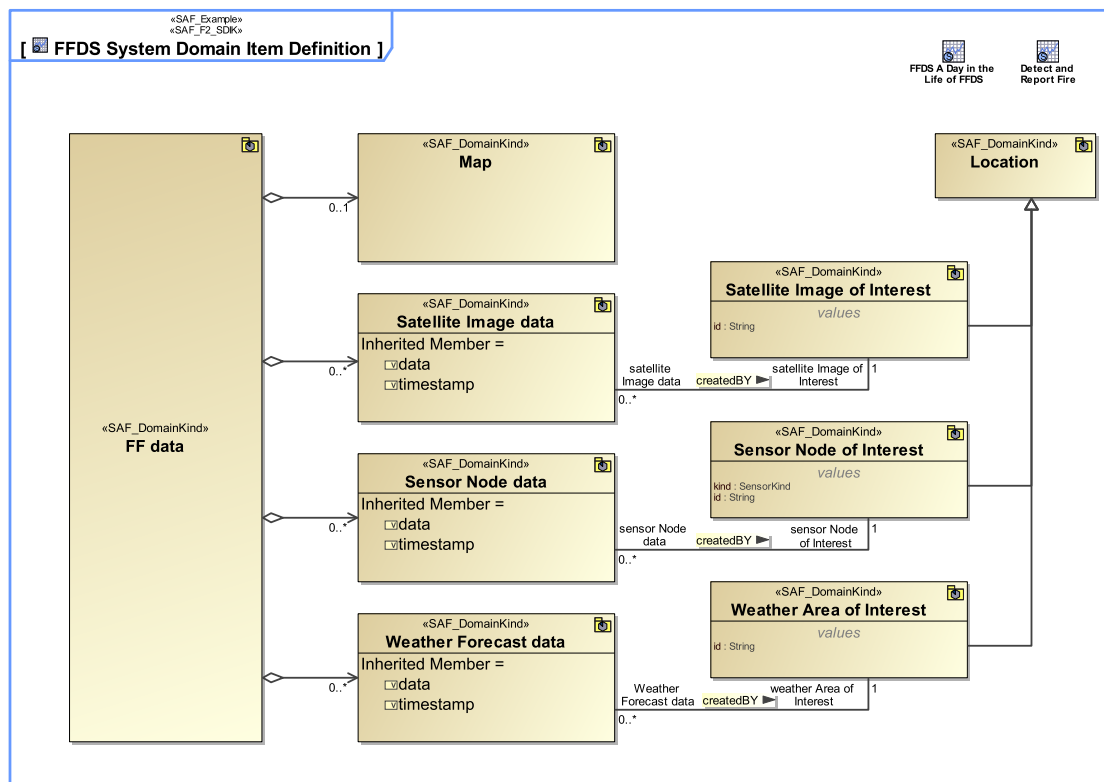 «SAF_Example»
«SAF_F2_SDIK»
[ FFDS System Domain Item Definition ]
FFDS A Day in the
Life of FFDS
Detect and
Report Fire
«SAF_DomainKind»
FF data
«SAF_DomainKind»
Map
0..1
«SAF_DomainKind»
Location
«SAF_DomainKind»
Satellite Image data
Inherited Member =
data
timestamp
0..*
«SAF_DomainKind»
Satellite Image of Interest
values
id : String
satellite
Image data
0..*
createdBY
satellite Image of
Interest
1
«SAF_DomainKind»
Sensor Node data
Inherited Member =
data
timestamp
0..*
«SAF_DomainKind»
Sensor Node of Interest
values
kind : SensorKind
id : String
sensor Node
data
0..*
createdBY
sensor Node
of Interest
1
«SAF_DomainKind»
Weather Forecast data
Inherited Member =
data
timestamp
0..*
«SAF_DomainKind»
Weather Area of Interest
values
id : String
Weather
Forecast data
0..*
createdBY
weather Area of
Interest
1